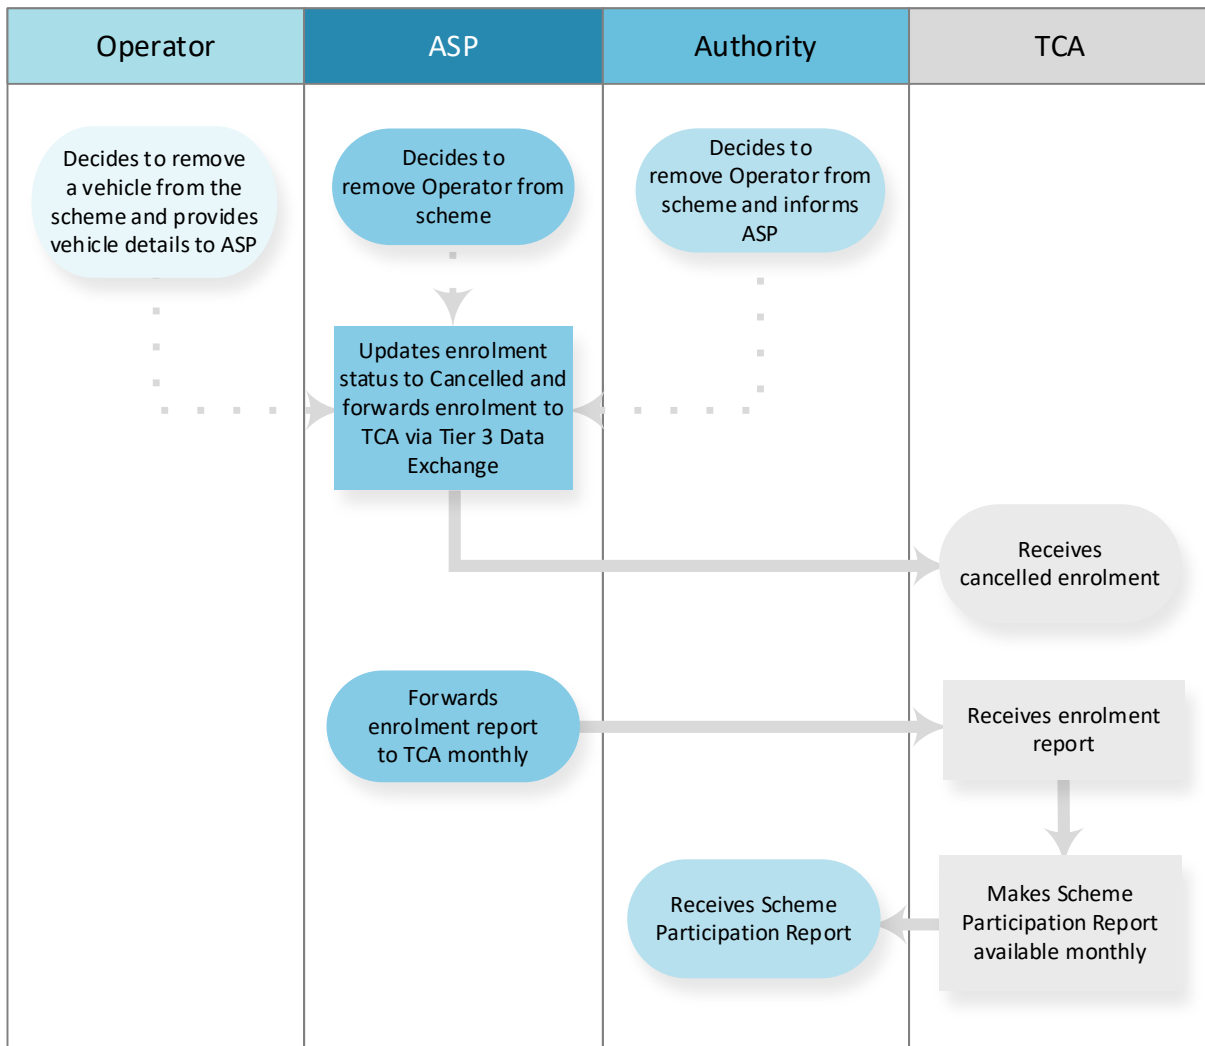 Operator
ASP
Authority
TCA
Decides to remove
a vehicle from the
scheme and provides
vehicle details to ASP
Decides to
remove Operator from
scheme
Decides to
remove Operator from
scheme and informs
ASP
Updates enrolment
status to Cancelled and
forwards enrolment to
TCA via Tier 3 Data
Exchange
Receives
cancelled enrolment
Forwards
enrolment report
to TCA monthly
Receives enrolment
report
Receives Scheme
Participation Report
Makes Scheme
Participation Report
available monthly